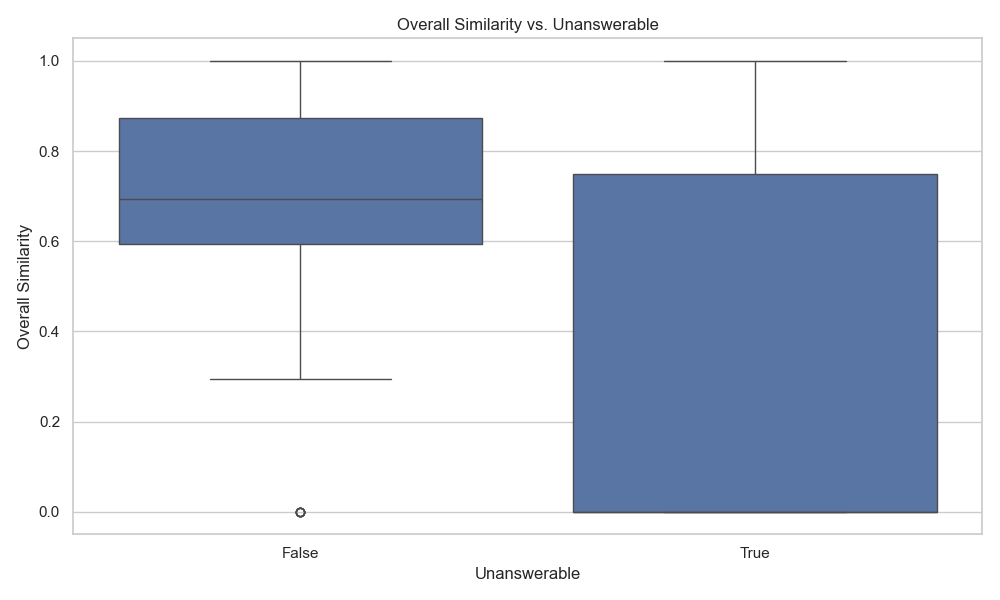 Overall Similarity vs. Unanswerable
1.0
0.8
0.6
0.4
0.2
0.0
Overall Similarity
False
True
Unanswerable